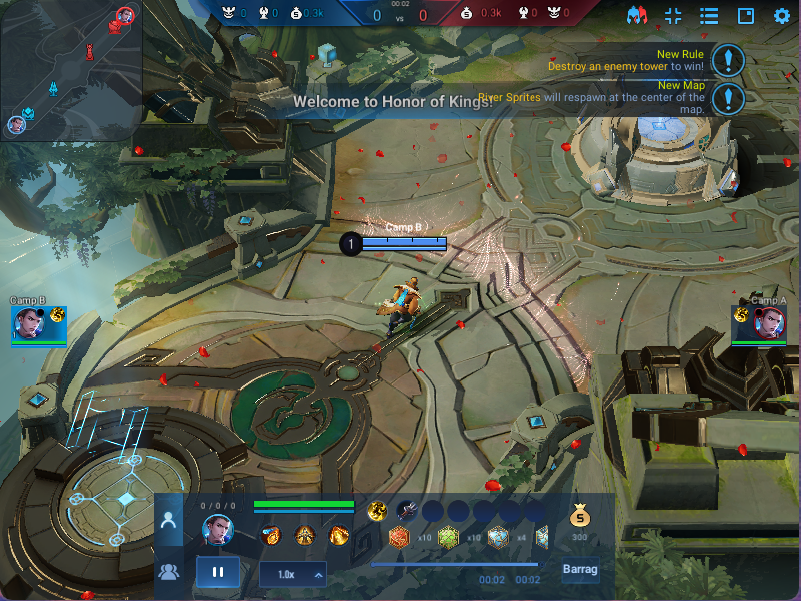 00:02
0 0 0.3k 0 vs 0 0.3k 0 0
New Rule
Destroy an enemy tower to win!
New Map
Welcome to Honor of Kings!
River Sprites will respawn at the center of the
map.
Camp B
1
Camp B
Camp A
0 / 0 / 0
x10 x10 x4
300
1.0x
Barrag
00:02 00:02